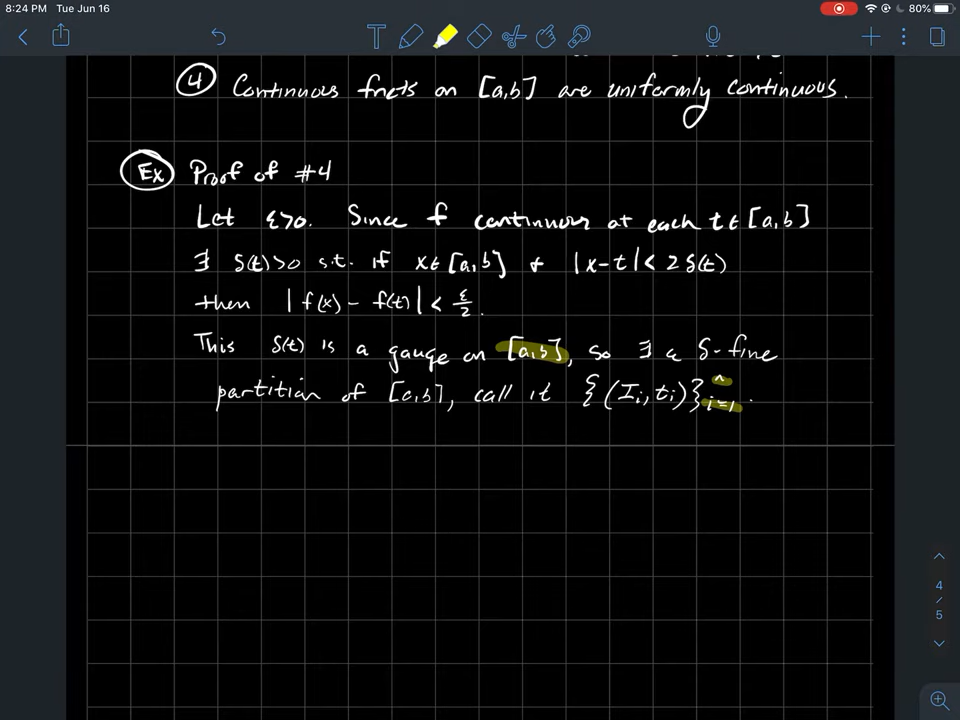 8:24 PM Tue Jun 16 80%
④ Continuous fncts on [a,b] are uniformly continuous.
Ex Proof of #4
Let ε>0. Since f continuous at each t∈[a,b]
∃ δ(t)>0 s.t. if x∈[a,b] & |x-t|<2δ(t)
then |f(x)-f(t)|<ε/2.
This δ(t) is a gauge on [a,b], so ∃ a δ-fine
partition of [a,b], call it {(Iᵢ,tᵢ)}ⁿᵢ₌₁.
4
/
5